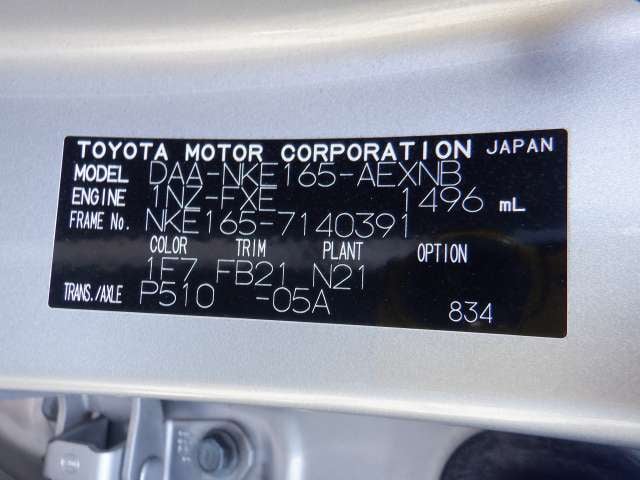 TOYOTA MOTOR CORPORATION JAPAN
MODEL DAA-NKE165-AEXNB
ENGINE 1NZ-FXE 1496 mL
FRAME No. NKE165-7140391
COLOR TRIM PLANT OPTION
1F7 FB21 N21
TRANS./AXLE P510 -05A
834